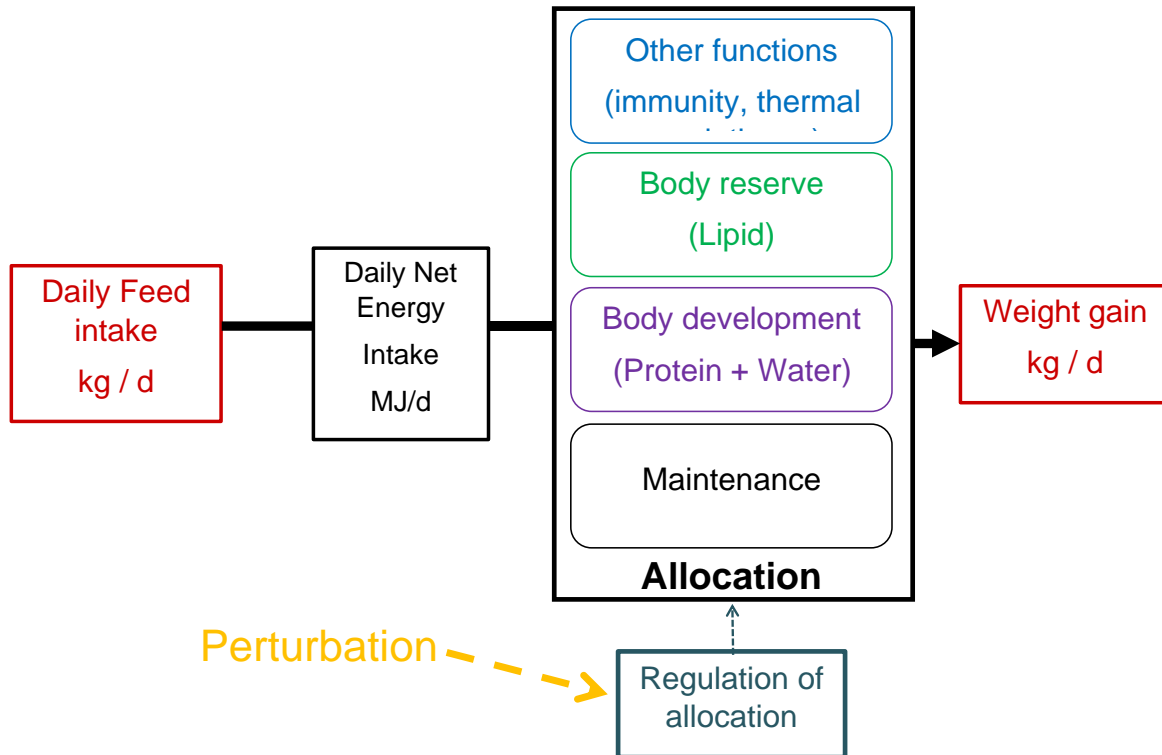 Other functions
(immunity, thermal
Body reserve
(Lipid)
Daily Feed
intake
kg / d
Daily Net
Energy
Intake
MJ/d
Body development
(Protein + Water)
Weight gain
kg / d
Maintenance
Allocation
Perturbation
Regulation of
allocation